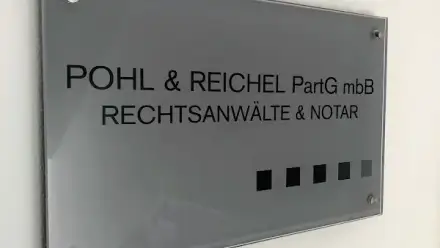 POHL & REICHEL PartG mbB
RECHTSANWÄLTE & NOTAR